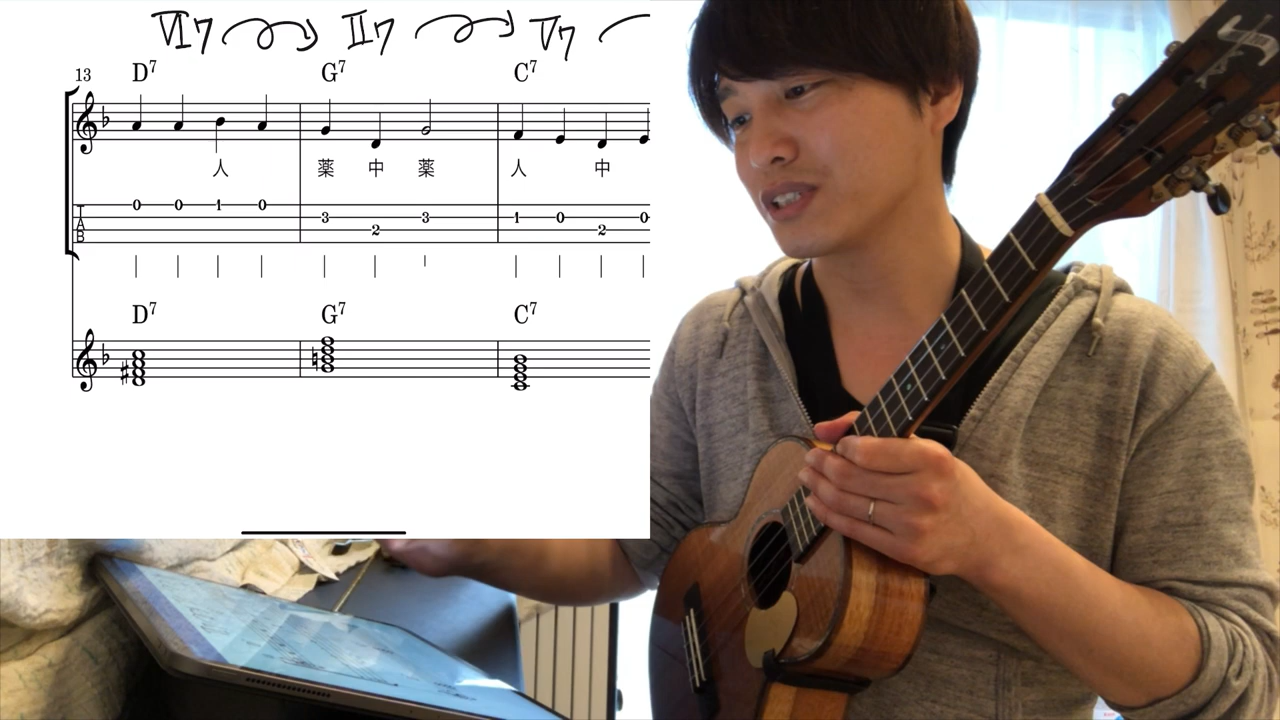 VI7 II7 V7
13 D7 G7 C7
人 薬 中 薬 人 中
0 0 1 0 3 2 3 1 0 2 0
TAB
D7 G7 C7